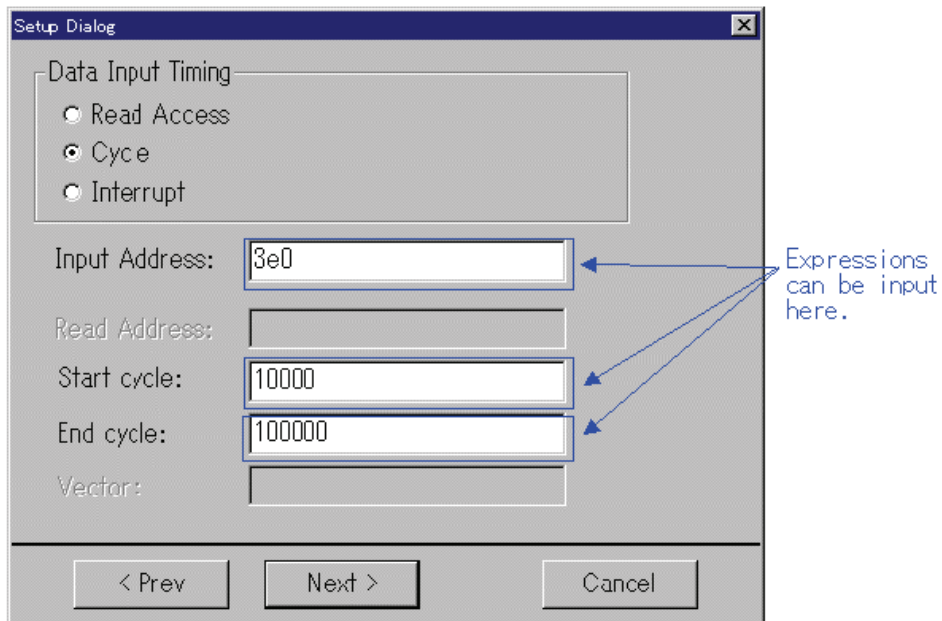 Setup Dialog
Data Input Timing
Read Access
Cyc e
Interrupt
Input Address: 3e0
Read Address:
Start cycle: 10000
End cycle: 100000
Vector:
< Prev Next > Cancel
Expressions
can be input
here.